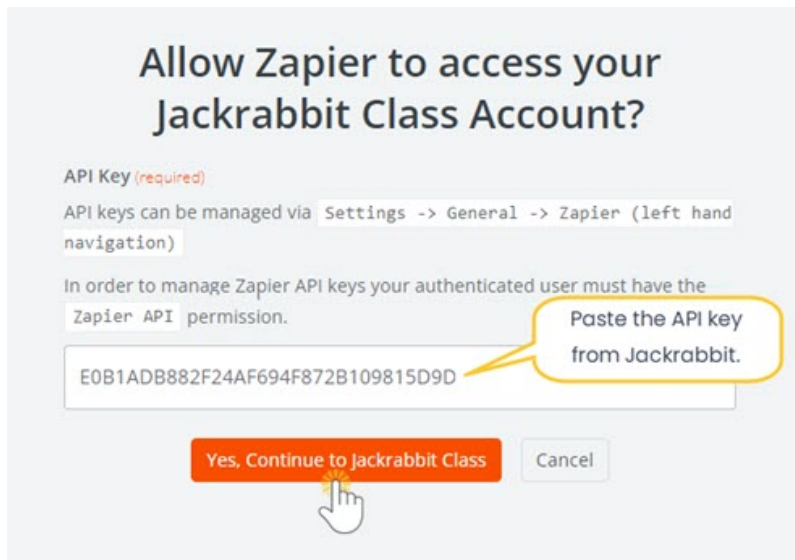 Allow Zapier to access your
Jackrabbit Class Account?
API Key (required)
API keys can be managed via Settings -> General -> Zapier (left hand
navigation)
In order to manage Zapier API keys your authenticated user must have the
Zapier API permission.
Paste the API key
from Jackrabbit.
E0B1ADB882F24AF694F872B109815D9D
Yes, Continue to Jackrabbit Class
Cancel